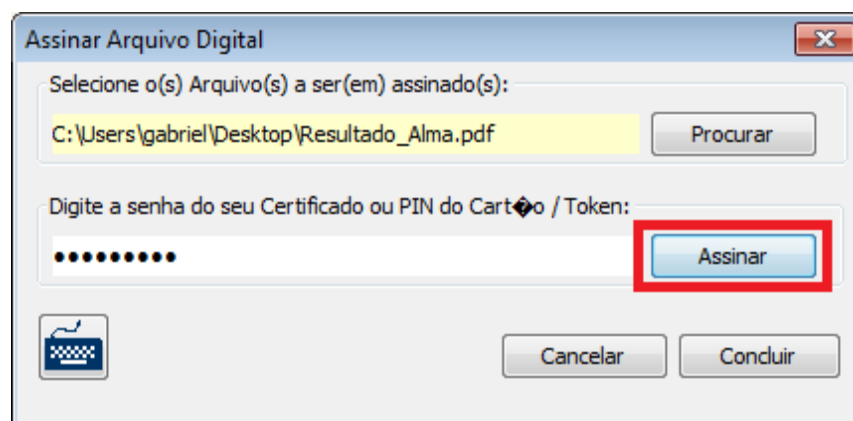 Assinar Arquivo Digital
Selecione o(s) Arquivo(s) a ser(em) assinado(s):
C:\Users\gabriel\Desktop\Resultado_Alma.pdf
Procurar
Digite a senha do seu Certificado ou PIN do Cart�o / Token:
•••••••••
Assinar
Cancelar
Concluir